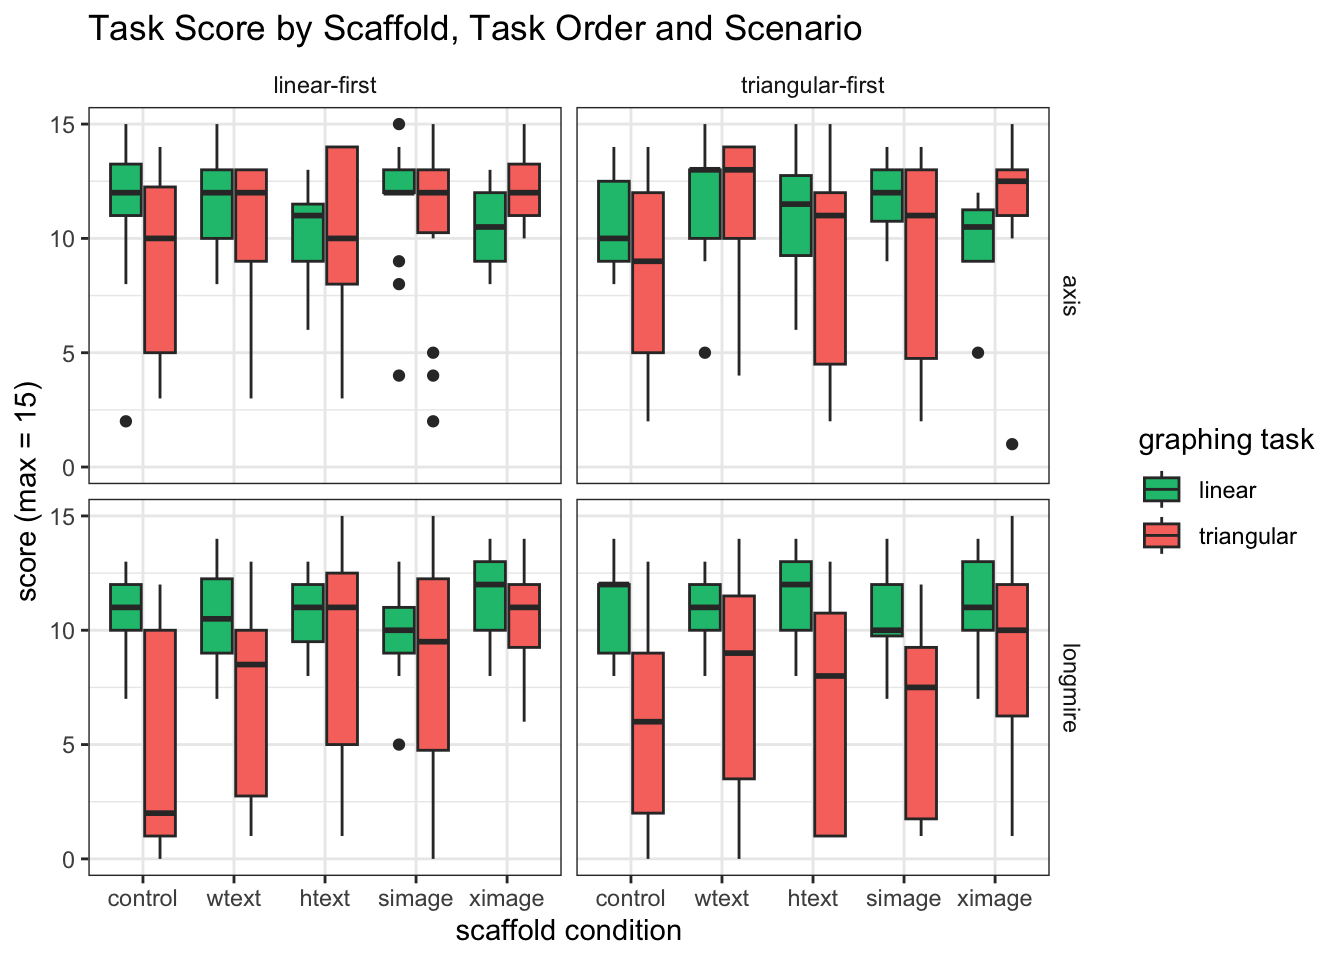 Task Score by Scaffold, Task Order and Scenario
linear-first triangular-first
15
10
5
0
axis
15
10
5
0
longmire
score (max = 15)
control wtext htext simage ximage control wtext htext simage ximage
scaffold condition
graphing task
linear
triangular